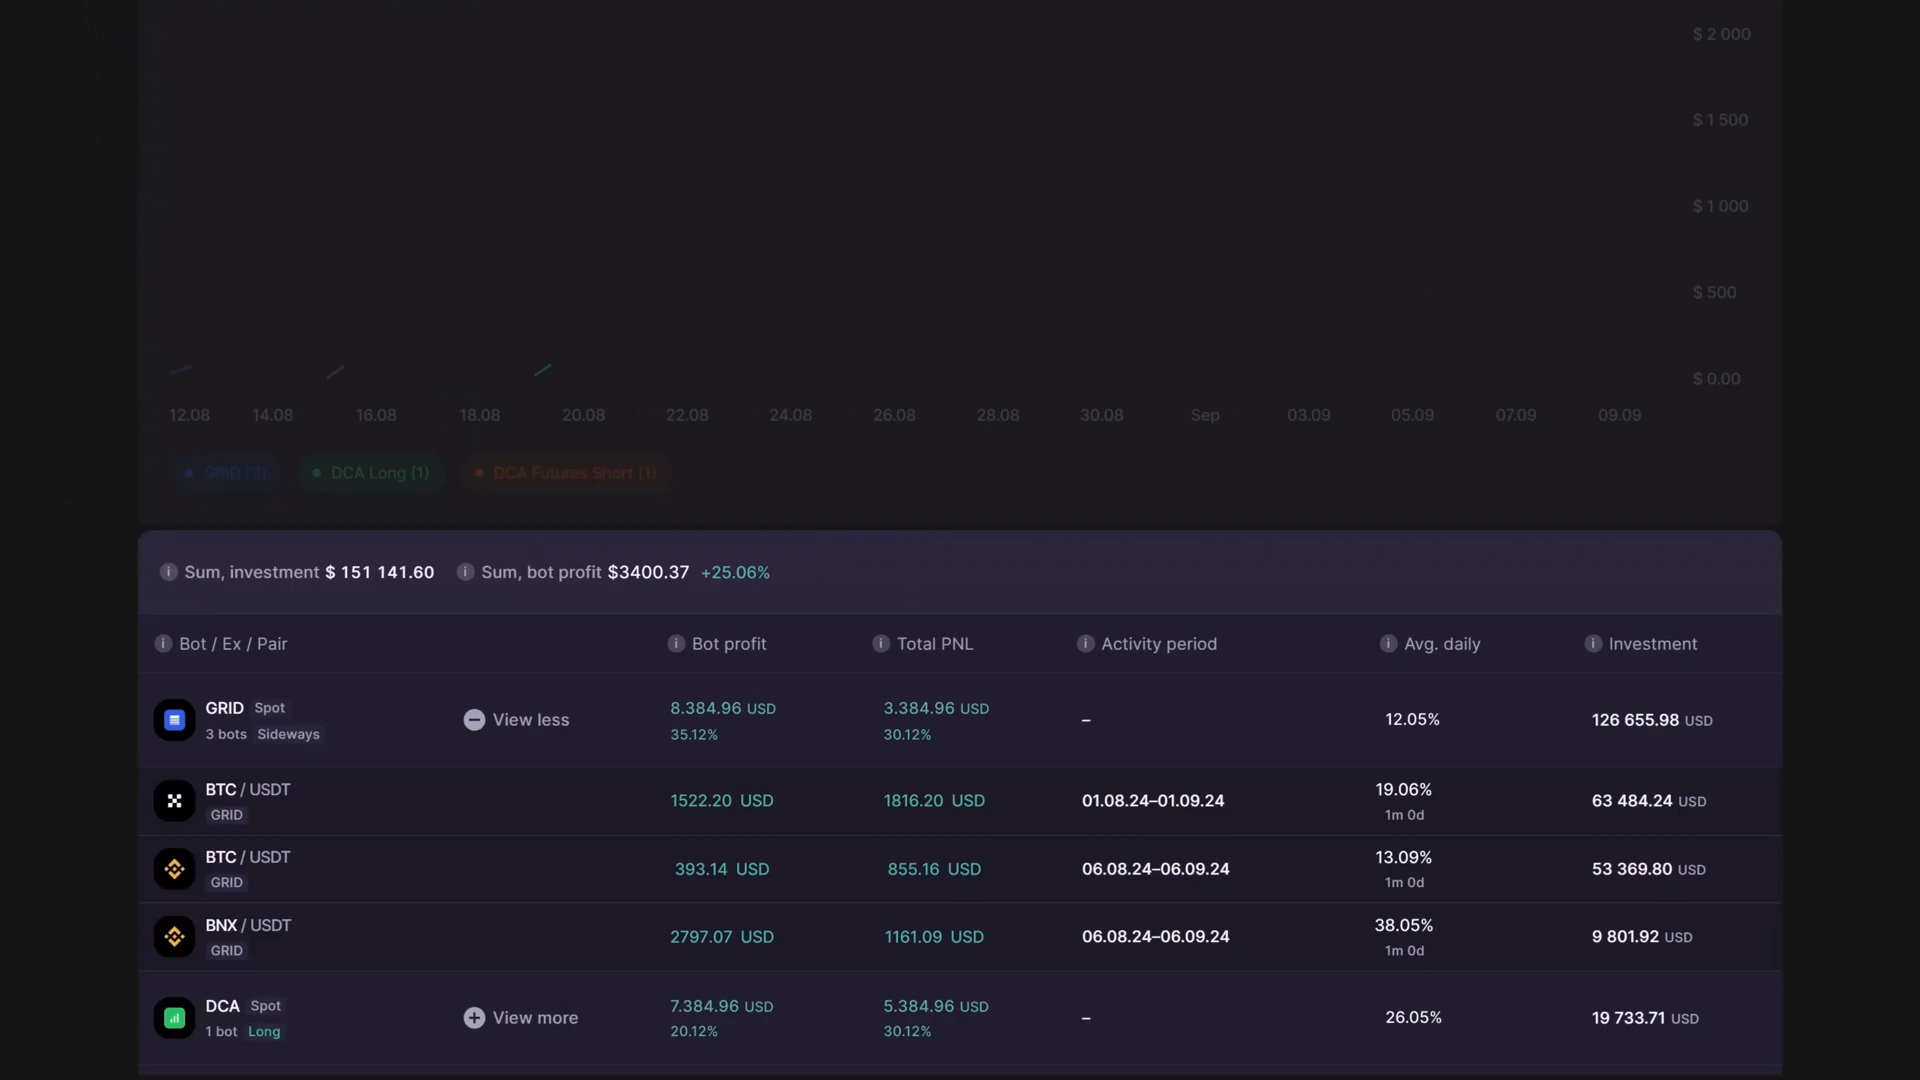 $ 2 000
$ 1 500
$ 1 000
$ 500
$ 0.00
12.08 14.08 16.08 18.08 20.08 22.08 24.08 26.08 28.08 30.08 Sep 03.09 05.09 07.09 09.09
GRID (3) DCA Long (1) DCA Futures Short (1)
Sum, investment $ 151 141.60 Sum, bot profit $3400.37 +25.06%
Bot / Ex / Pair Bot profit Total PNL Activity period Avg. daily Investment
GRID Spot 8.384.96 USD 3.384.96 USD
View less – 12.05% 126 655.98 USD
3 bots Sideways 35.12% 30.12%
BTC / USDT 19.06%
1522.20 USD 1816.20 USD 01.08.24–01.09.24 63 484.24 USD
GRID 1m 0d
BTC / USDT 13.09%
393.14 USD 855.16 USD 06.08.24–06.09.24 53 369.80 USD
GRID 1m 0d
BNX / USDT 38.05%
2797.07 USD 1161.09 USD 06.08.24–06.09.24 9 801.92 USD
GRID 1m 0d
DCA Spot 7.384.96 USD 5.384.96 USD
View more – 26.05% 19 733.71 USD
1 bot Long 20.12% 30.12%